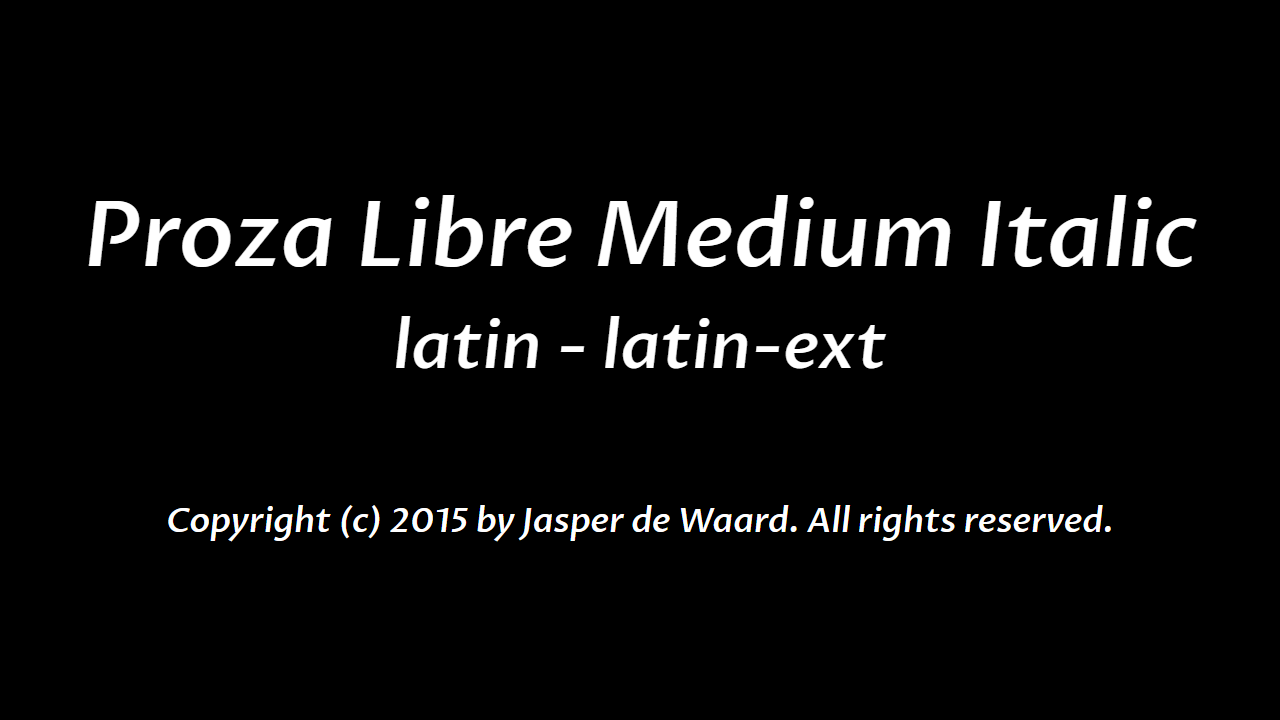 Proza Libre Medium Italic
latin - latin-ext
Copyright (c) 2015 by Jasper de Waard. All rights reserved.